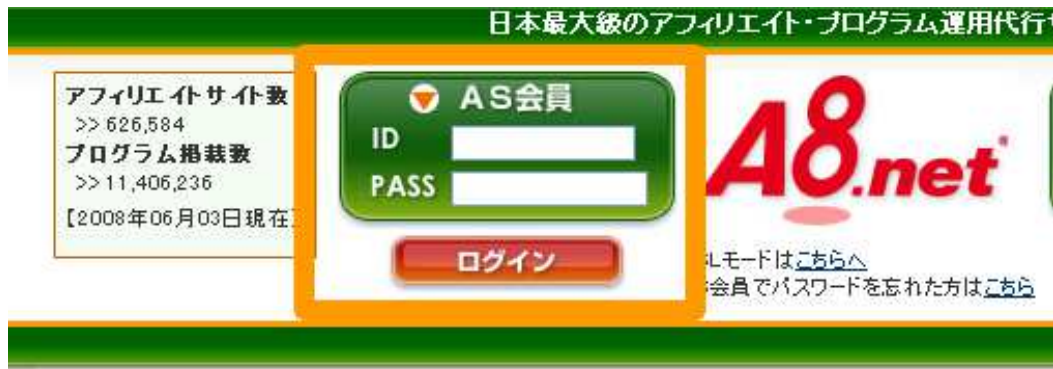 日本最大級のアフィリエイト・プログラム運用代行
アフィリエイトサイト数
>> 626,584
プログラム掲載数
>> 11,406,236
【2008年06月03日現在】
AS会員
ID
PASS
ログイン
A8.net
SLモードはこちらへ
S会員でパスワードを忘れた方はこちら